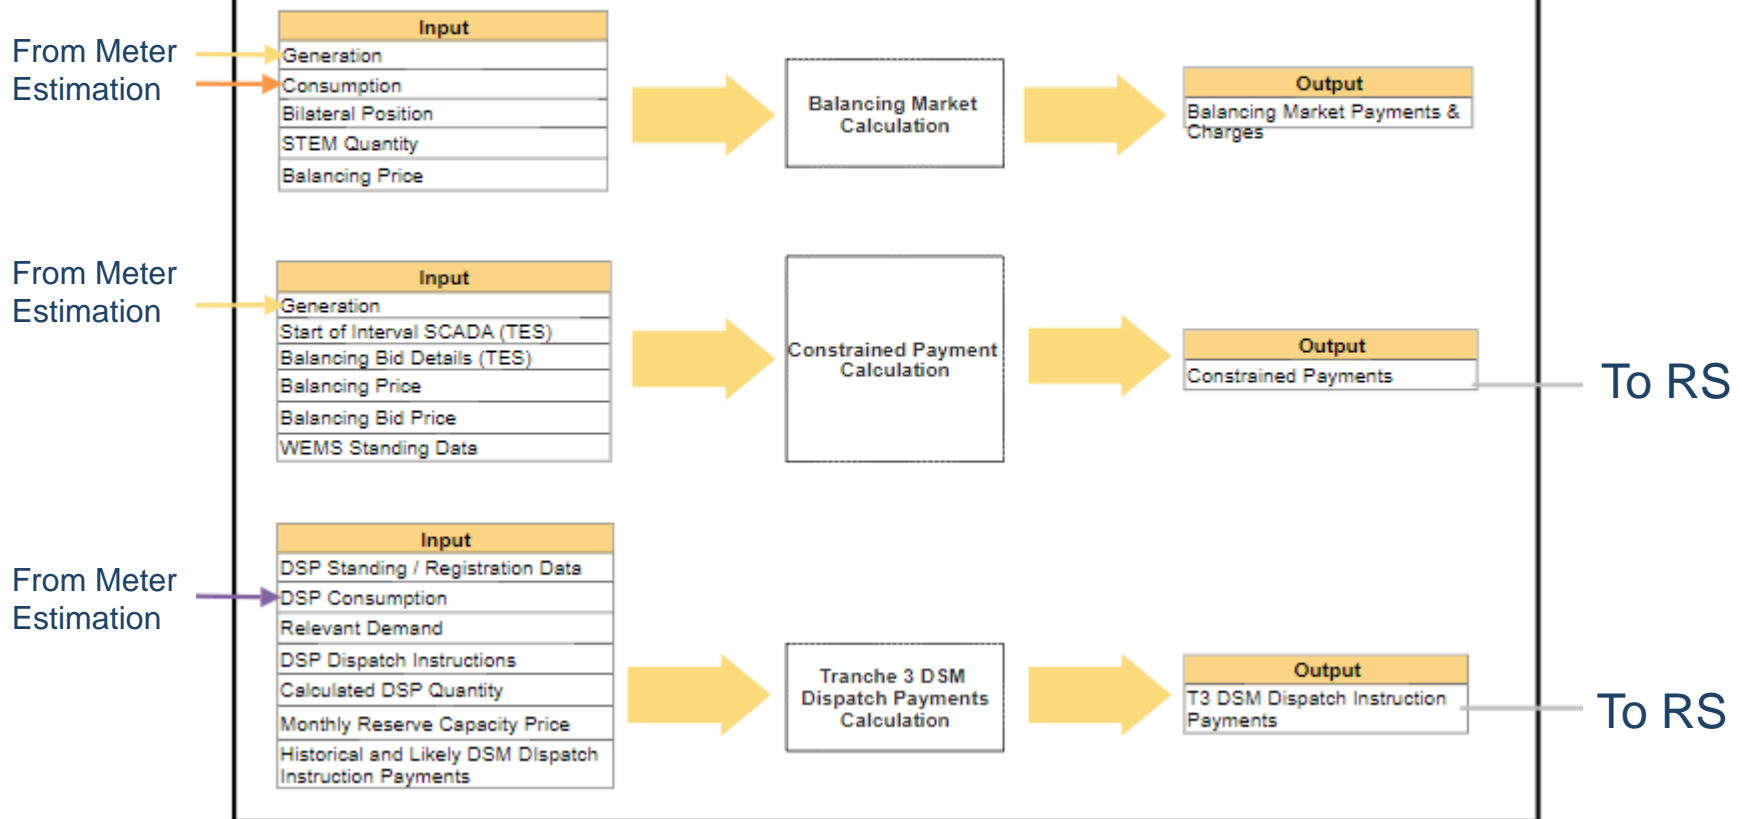 From Meter
Estimation
Input
Generation
Consumption
Bilateral Position
STEM Quantity
Balancing Price
Balancing Market
Calculation
Output
Balancing Market Payments &
Charges
From Meter
Estimation
Input
Generation
Start of Interval SCADA (TES)
Balancing Bid Details (TES)
Balancing Price
Balancing Bid Price
WEMS Standing Data
Constrained Payment
Calculation
Output
Constrained Payments
To RS
From Meter
Estimation
Input
DSP Standing / Registration Data
DSP Consumption
Relevant Demand
DSP Dispatch Instructions
Calculated DSP Quantity
Monthly Reserve Capacity Price
Historical and Likely DSM DIspatch
Instruction Payments
Tranche 3 DSM
Dispatch Payments
Calculation
Output
T3 DSM Dispatch Instruction
Payments
To RS